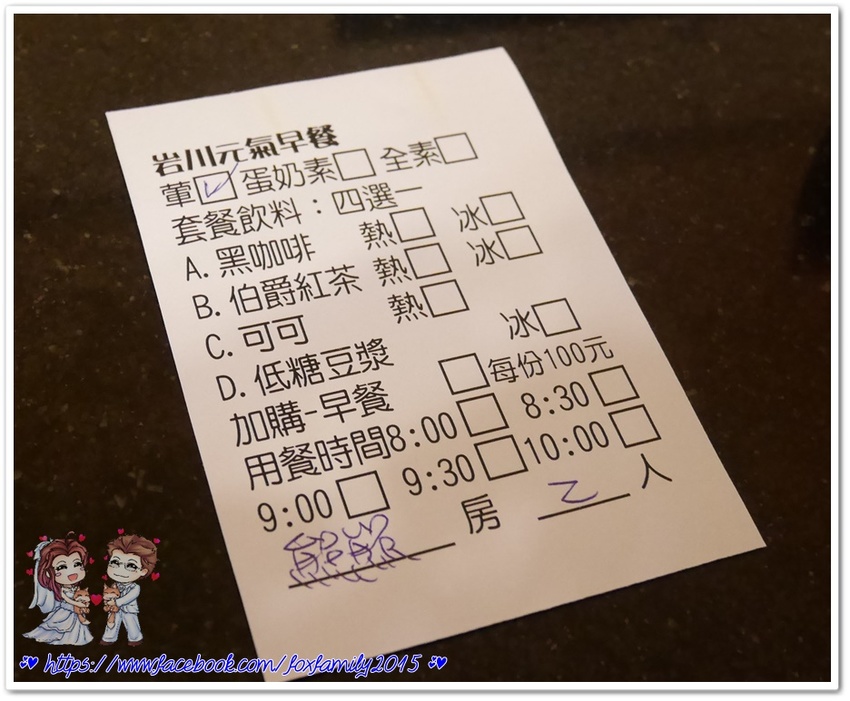 岩川元氣早餐
葷☑ 蛋奶素□ 全素□
套餐飲料：四選一
A. 黑咖啡 熱□ 冰□
B. 伯爵紅茶 熱□ 冰□
C. 可可 熱□
D. 低糖豆漿 冰□
加購-早餐 □每份100元
用餐時間8:00□ 8:30□
9:00□ 9:30□10:00□
房 2 人
https://www.facebook.com/foxfamily2015